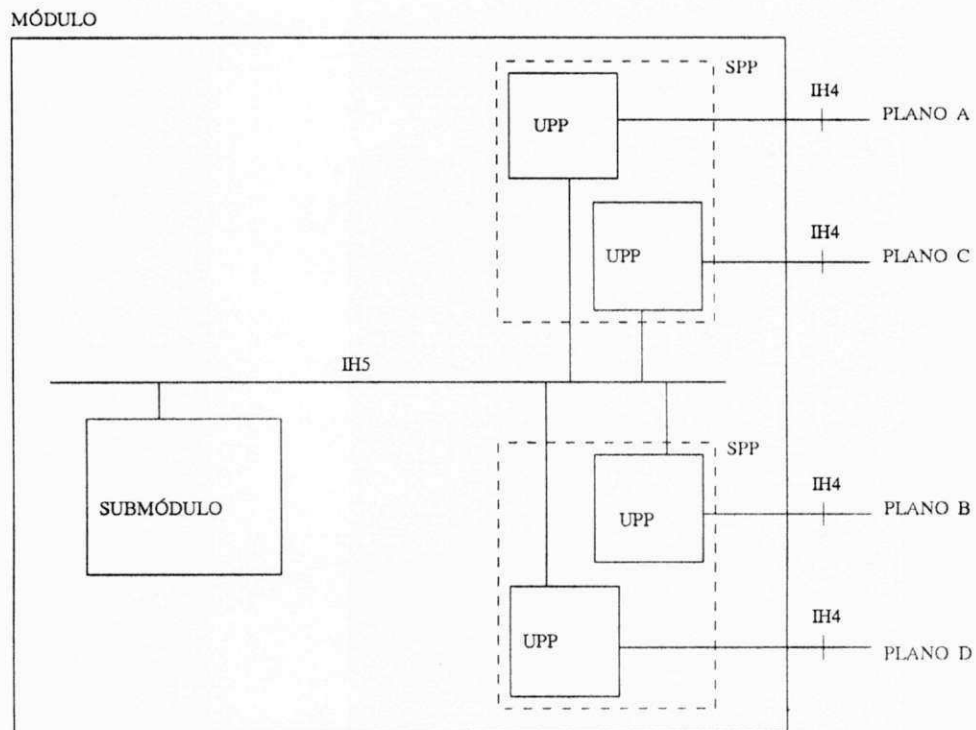 MÓDULO
SPP
IH4
PLANO A
UPP
IH4
PLANO C
UPP
IH5
SPP
SUBMÓDULO
IH4
PLANO B
UPP
IH4
PLANO D
UPP